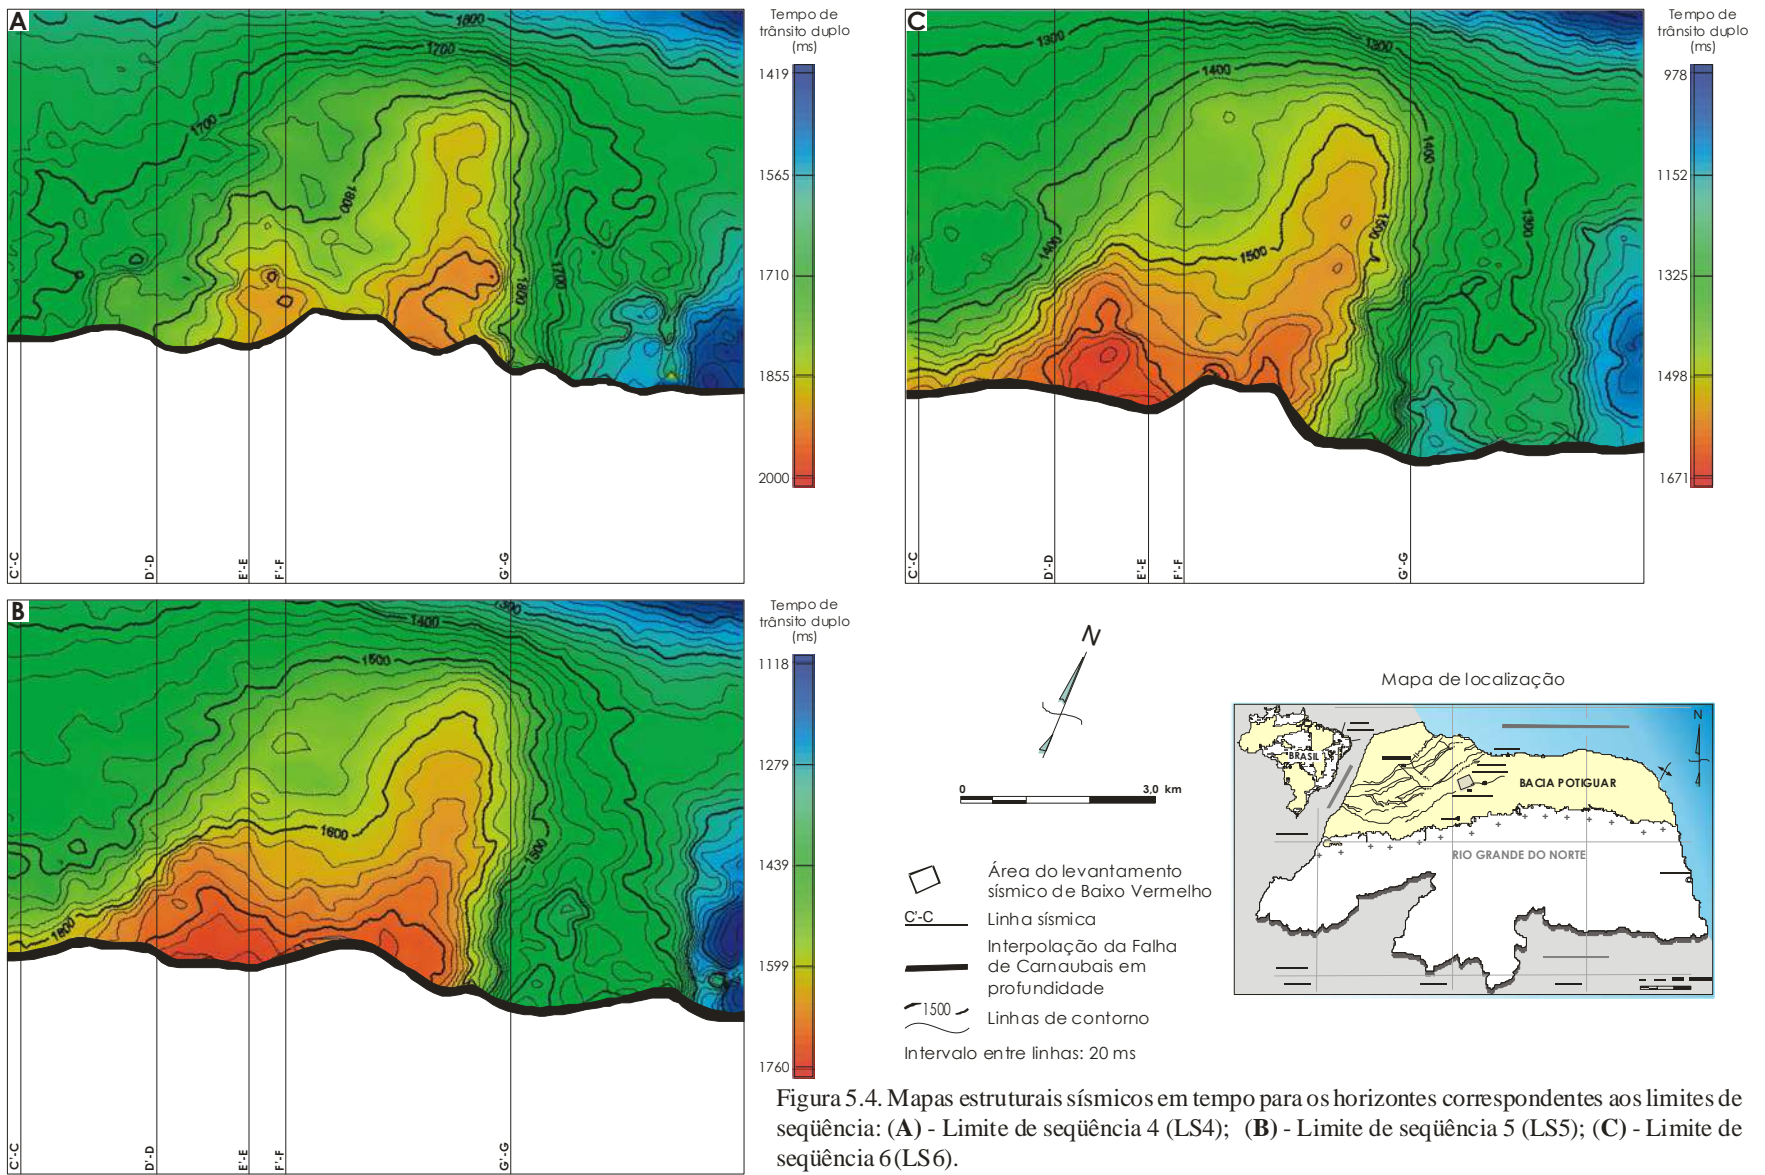 A
1800
1700
1700
1800
1800
1700
C'-C
D'-D
E'-E
F'-F
G'-G
Tempo de
trânsito duplo
(ms)
1419
1565
1710
1855
2000
C
1300
1300
1400
1400
1400
1300
1500
1500
C'-C
D'-D
E'-E
F'-F
G'-G
Tempo de
trânsito duplo
(ms)
978
1152
1325
1498
1671
B
1300
1400
1500
1600
1500
1600
C'-C
D'-D
E'-E
F'-F
G'-G
Tempo de
trânsito duplo
(ms)
1118
1279
1439
1599
1760
N
0 3,0 km
Área do levantamento
sísmico de Baixo Vermelho
C'-C Linha sísmica
Interpolação da Falha
de Carnaubais em
profundidade
1500 Linhas de contorno
Intervalo entre linhas: 20 ms
Mapa de localização
N
BRASIL
BACIA POTIGUAR
RIO GRANDE DO NORTE
Figura 5.4. Mapas estruturais sísmicos em tempo para os horizontes correspondentes aos limites de
seqüência: (A) - Limite de seqüência 4 (LS4); (B) - Limite de seqüência 5 (LS5); (C) - Limite de
seqüência 6 (LS6).